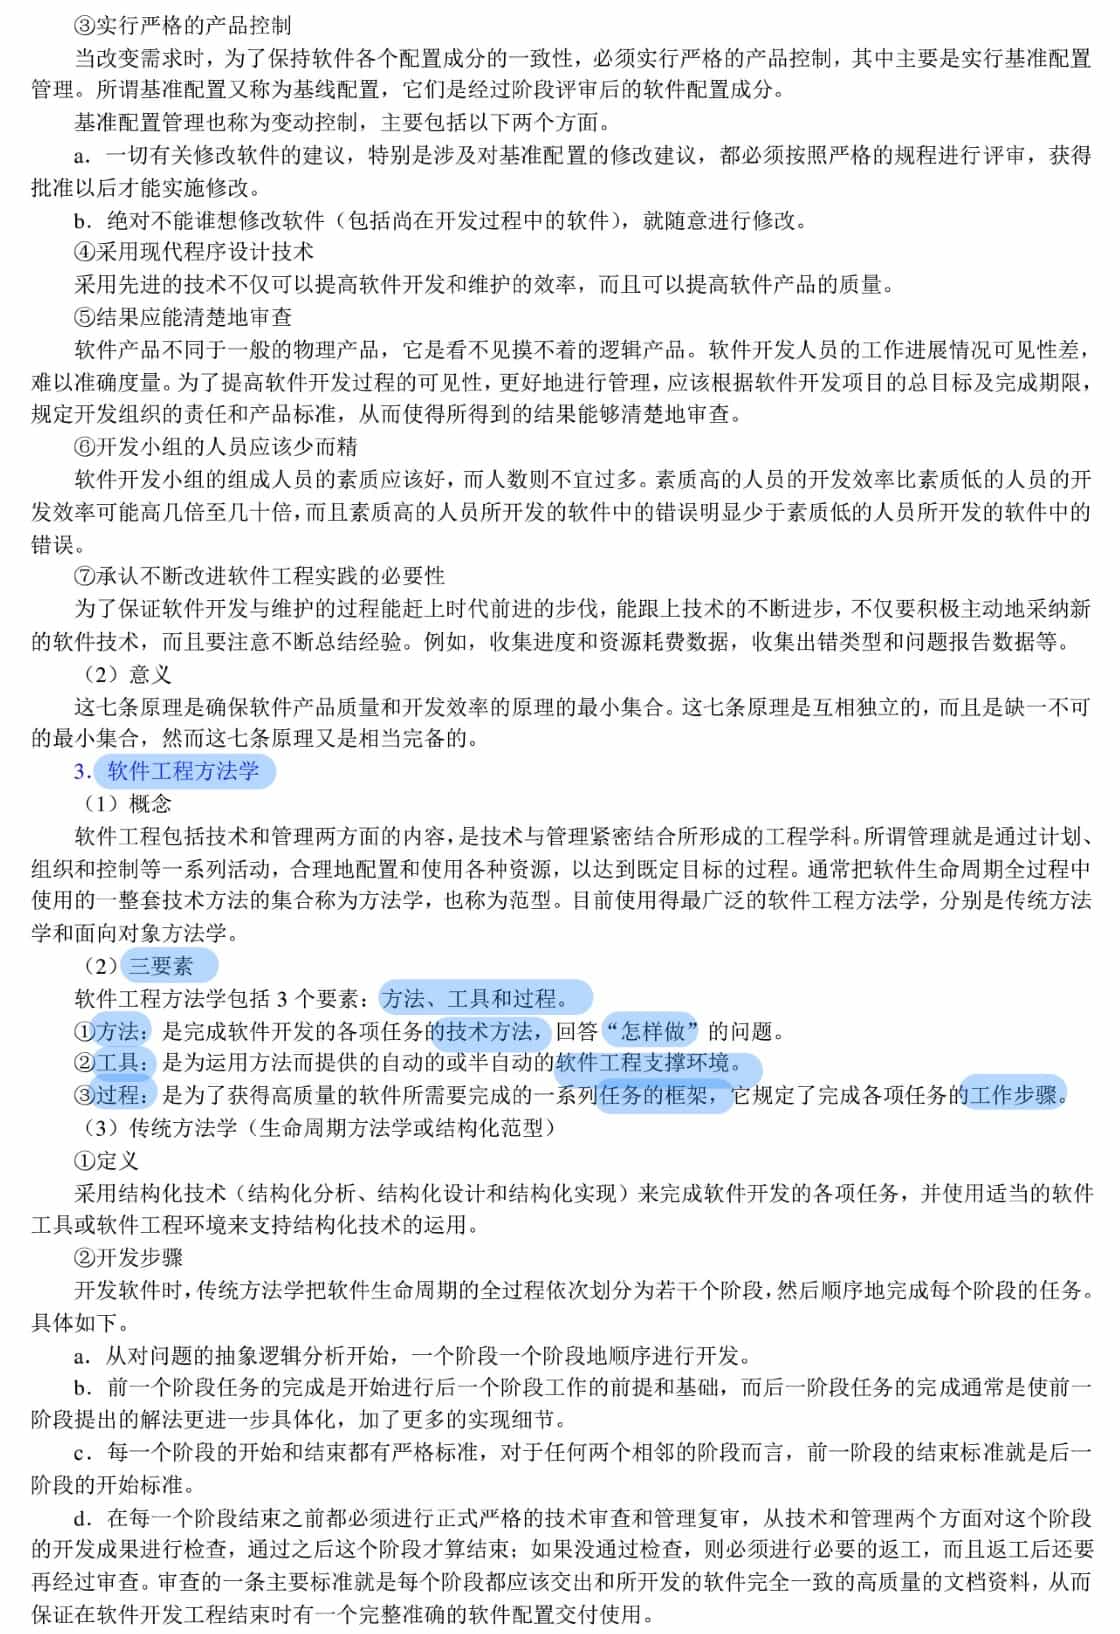 ③实行严格的产品控制
当改变需求时，为了保持软件各个配置成分的一致性，必须实行严格的产品控制，其中主要是实行基准配置
管理。所谓基准配置又称为基线配置，它们是经过阶段评审后的软件配置成分。
基准配置管理也称为变动控制，主要包括以下两个方面。
a．一切有关修改软件的建议，特别是涉及对基准配置的修改建议，都必须按照严格的规程进行评审，获得
批准以后才能实施修改。
b．绝对不能谁想修改软件（包括尚在开发过程中的软件），就随意进行修改。
④采用现代程序设计技术
采用先进的技术不仅可以提高软件开发和维护的效率，而且可以提高软件产品的质量。
⑤结果应能清楚地审查
软件产品不同于一般的物理产品，它是看不见摸不着的逻辑产品。软件开发人员的工作进展情况可见性差，
难以准确度量。为了提高软件开发过程的可见性，更好地进行管理，应该根据软件开发项目的总目标及完成期限，
规定开发组织的责任和产品标准，从而使得所得到的结果能够清楚地审查。
⑥开发小组的人员应该少而精
软件开发小组的组成人员的素质应该好，而人数则不宜过多。素质高的人员的开发效率比素质低的人员的开
发效率可能高几倍至几十倍，而且素质高的人员所开发的软件中的错误明显少于素质低的人员所开发的软件中的
错误。
⑦承认不断改进软件工程实践的必要性
为了保证软件开发与维护的过程能赶上时代前进的步伐，能跟上技术的不断进步，不仅要积极主动地采纳新
的软件技术，而且要注意不断总结经验。例如，收集进度和资源耗费数据，收集出错类型和问题报告数据等。
（2）意义
这七条原理是确保软件产品质量和开发效率的原理的最小集合。这七条原理是互相独立的，而且是缺一不可
的最小集合，然而这七条原理又是相当完备的。
3．软件工程方法学
（1）概念
软件工程包括技术和管理两方面的内容，是技术与管理紧密结合所形成的工程学科。所谓管理就是通过计划、
组织和控制等一系列活动，合理地配置和使用各种资源，以达到既定目标的过程。通常把软件生命周期全过程中
使用的一整套技术方法的集合称为方法学，也称为范型。目前使用得最广泛的软件工程方法学，分别是传统方法
学和面向对象方法学。
（2）三要素
软件工程方法学包括 3 个要素：方法、工具和过程。
①方法：是完成软件开发的各项任务的技术方法，回答“怎样做”的问题。
②工具：是为运用方法而提供的自动的或半自动的软件工程支撑环境。
③过程：是为了获得高质量的软件所需要完成的一系列任务的框架，它规定了完成各项任务的工作步骤。
（3）传统方法学（生命周期方法学或结构化范型）
①定义
采用结构化技术（结构化分析、结构化设计和结构化实现）来完成软件开发的各项任务，并使用适当的软件
工具或软件工程环境来支持结构化技术的运用。
②开发步骤
开发软件时，传统方法学把软件生命周期的全过程依次划分为若干个阶段，然后顺序地完成每个阶段的任务。
具体如下。
a．从对问题的抽象逻辑分析开始，一个阶段一个阶段地顺序进行开发。
b．前一个阶段任务的完成是开始进行后一个阶段工作的前提和基础，而后一阶段任务的完成通常是使前一
阶段提出的解法更进一步具体化，加了更多的实现细节。
c．每一个阶段的开始和结束都有严格标准，对于任何两个相邻的阶段而言，前一阶段的结束标准就是后一
阶段的开始标准。
d．在每一个阶段结束之前都必须进行正式严格的技术审查和管理复审，从技术和管理两个方面对这个阶段
的开发成果进行检查，通过之后这个阶段才算结束；如果没通过检查，则必须进行必要的返工，而且返工后还要
再经过审查。审查的一条主要标准就是每个阶段都应该交出和所开发的软件完全一致的高质量的文档资料，从而
保证在软件开发工程结束时有一个完整准确的软件配置交付使用。